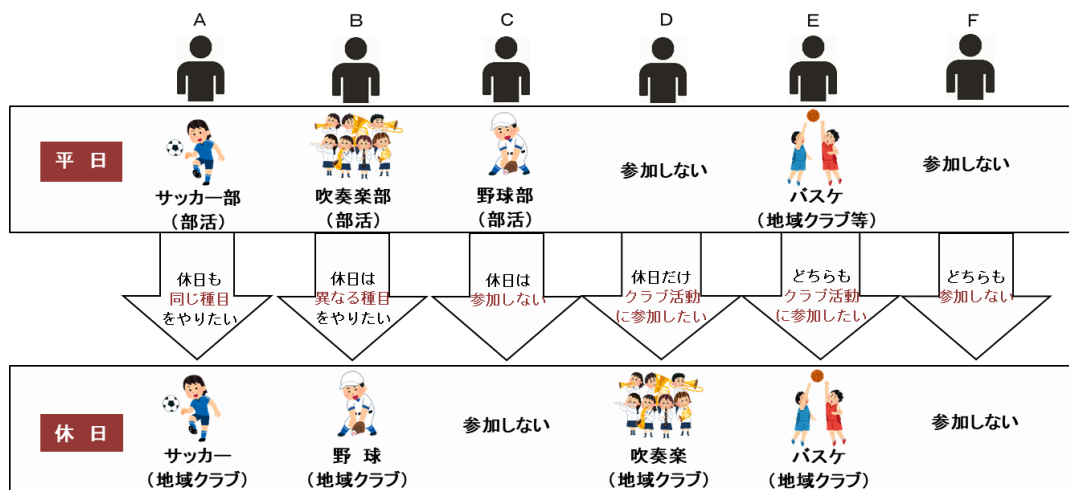 A
B
C
D
E
F
平日
サッカー部
(部活)
吹奏楽部
(部活)
野球部
(部活)
参加しない
バスケ
(地域クラブ等)
参加しない
休日も
同じ種目
をやりたい
休日は
異なる種目
をやりたい
休日は
参加しない
休日だけ
クラブ活動
に参加したい
どちらも
クラブ活動
に参加したい
どちらも
参加しない
休日
サッカー
(地域クラブ)
野 球
(地域クラブ)
参加しない
吹奏楽
(地域クラブ)
バスケ
(地域クラブ)
参加しない